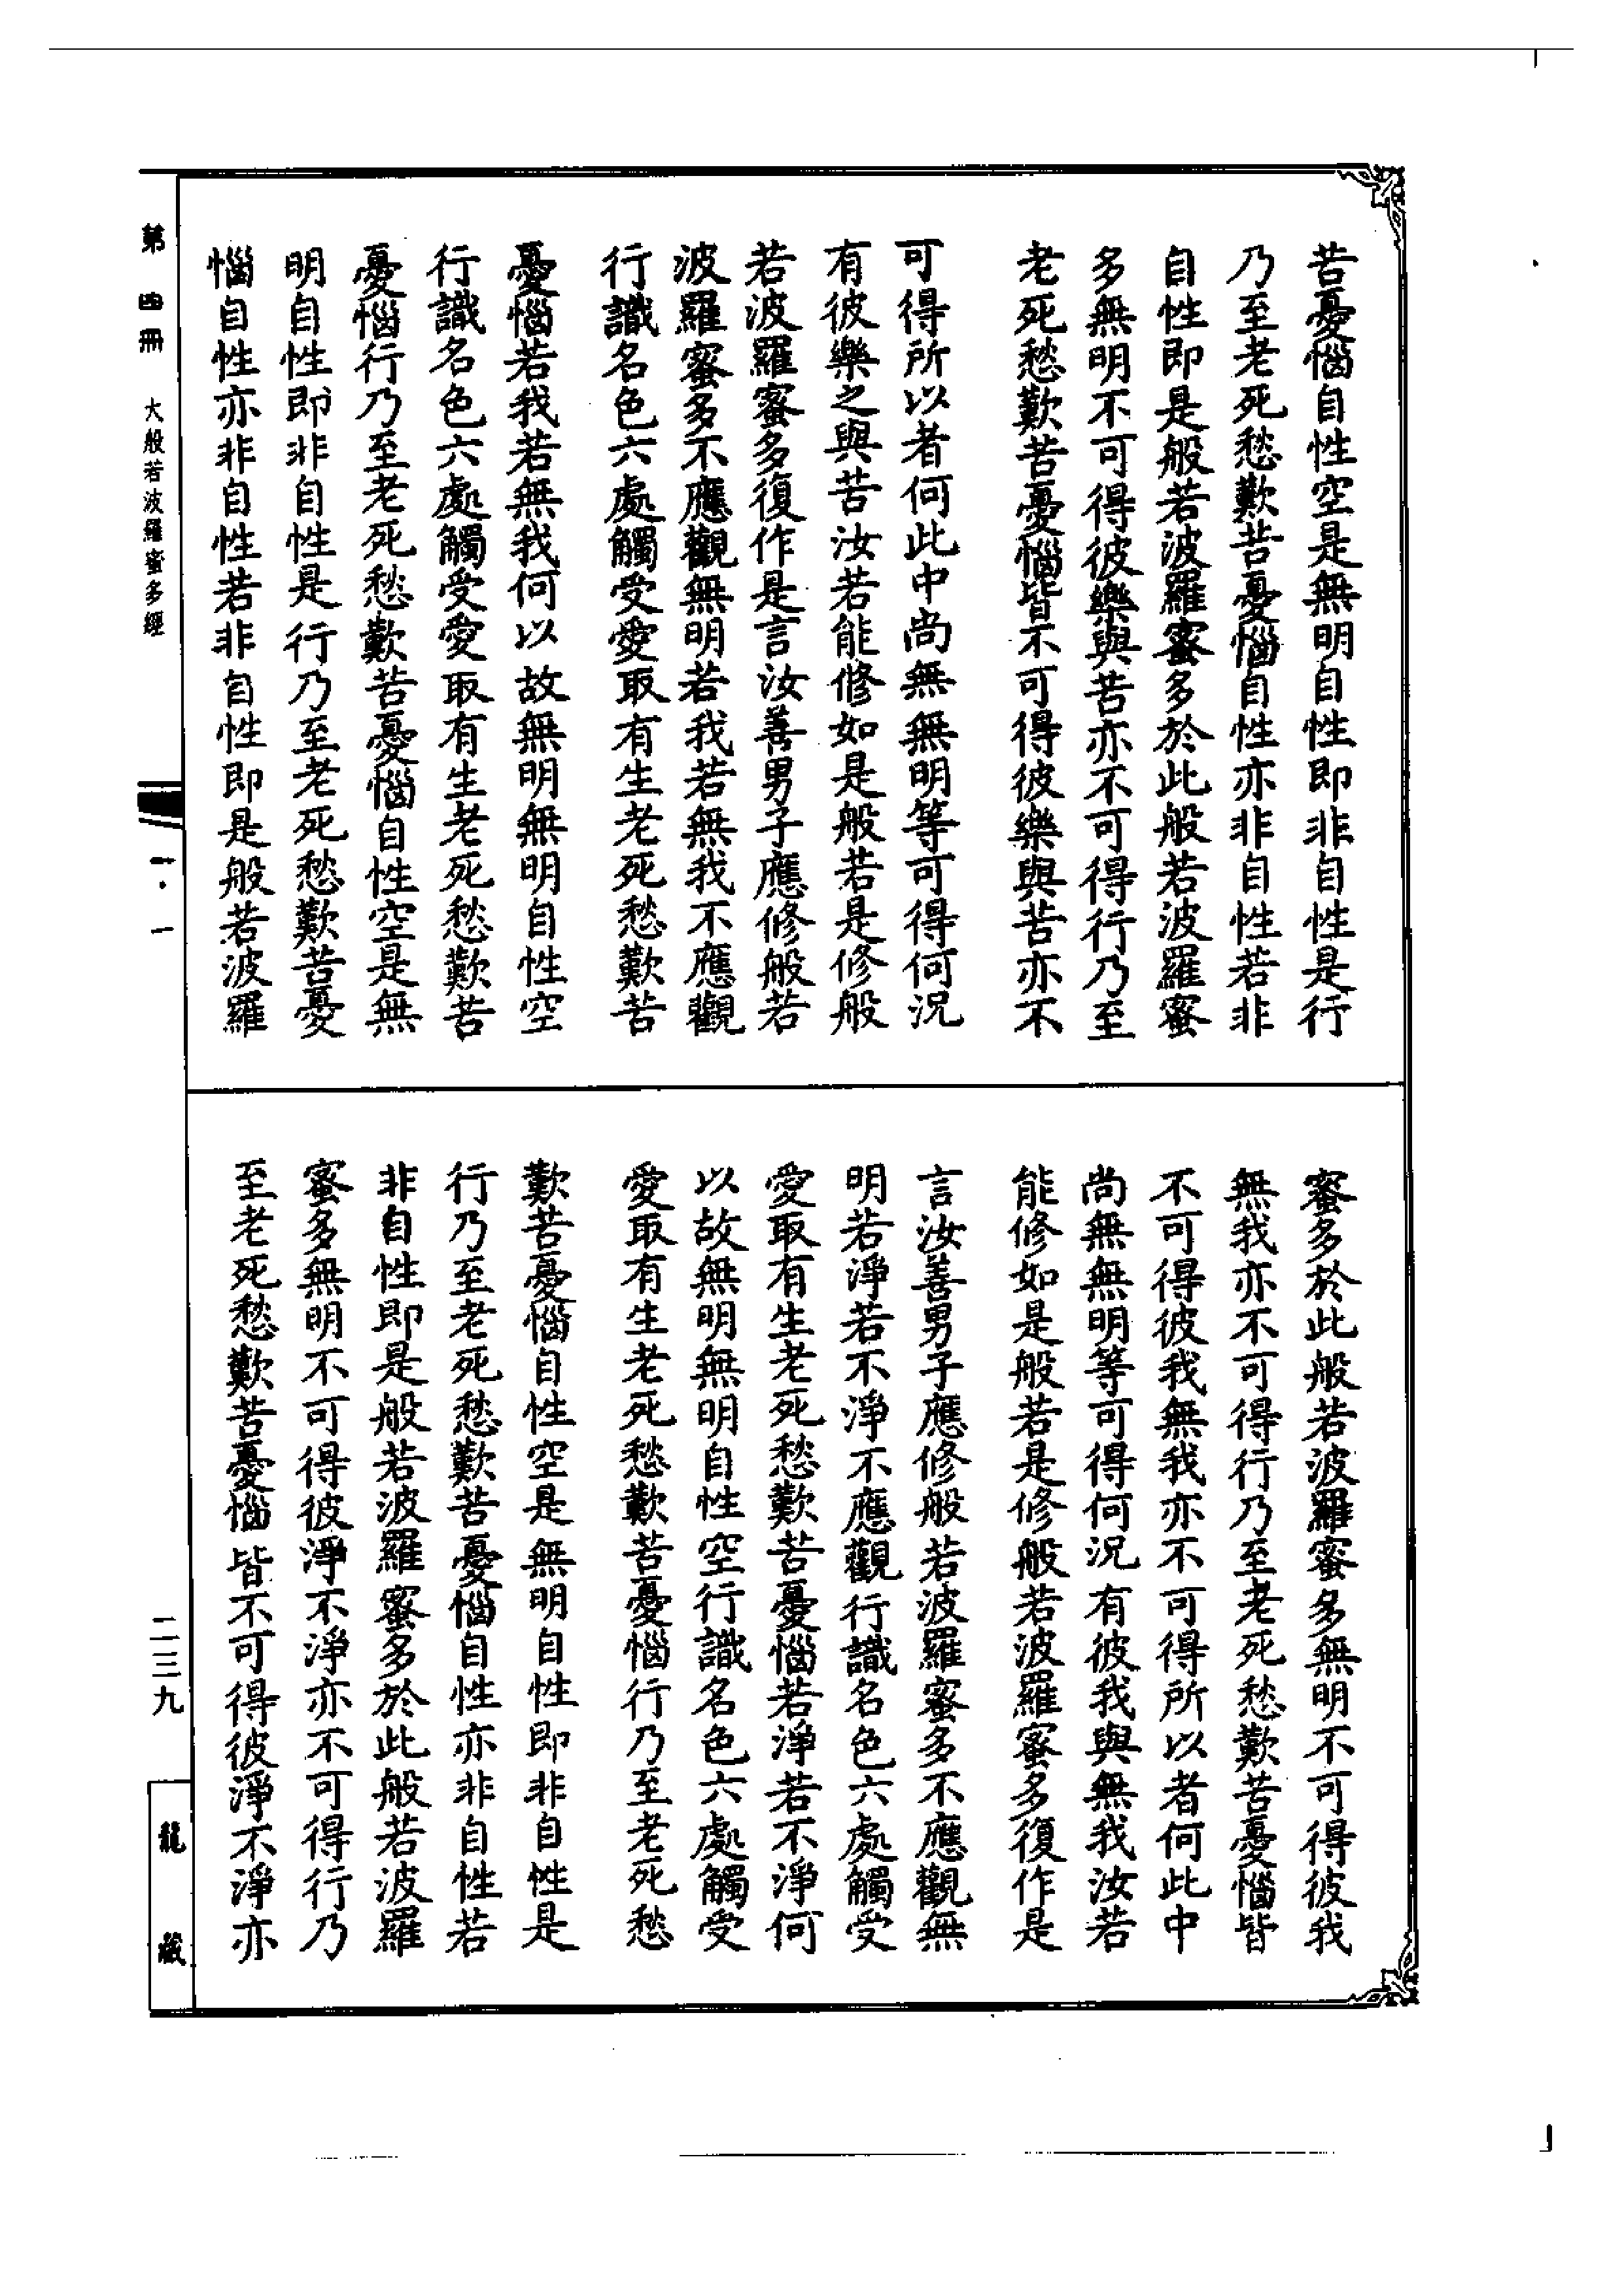 苦憂惱自性空是無明自性即非自性是行
乃至老死愁歎苦憂惱自性亦非自性若非
自性即是般若波羅蜜多於此般若波羅蜜
多無明不可得彼樂與苦亦不可得行乃至
老死愁歎苦憂惱皆不可得彼樂與苦亦不
可得所以者何此中尚無無明等可得何況
有彼樂之與苦汝若能修如是般若是修般
若波羅蜜多復作是言汝善男子應修般若
波羅蜜多不應觀無明若我若無我不應觀
行識名色六處觸受愛取有生老死愁歎苦
憂惱若我若無我何以故無明無明自性空
行識名色六處觸受愛取有生老死愁歎苦
憂惱行乃至老死愁歎苦憂惱自性空是無
明自性即非自性是行乃至老死愁歎苦憂
惱自性亦非自性若非自性即是般若波羅
蜜多於此般若波羅蜜多無明不可得彼我
無我亦不可得行乃至老死愁歎苦憂惱皆
不可得彼我無我亦不可得所以者何此中
尚無無明等可得何況有彼我與無我汝若
能修如是般若是修般若波羅蜜多復作是
言汝善男子應修般若波羅蜜多不應觀無
明若淨若不淨不應觀行識名色六處觸受
愛取有生老死愁歎苦憂惱若淨若不淨何
以故無明無明自性空行識名色六處觸受
愛取有生老死愁歎苦憂惱行乃至老死愁
歎苦憂惱自性空是無明自性即非自性是
行乃至老死愁歎苦憂惱自性亦非自性若
非自性即是般若波羅蜜多於此般若波羅
蜜多無明不可得彼淨不淨亦不可得行乃
至老死愁歎苦憂惱皆不可得彼淨不淨亦
第四冊 大般若波羅蜜多經 一·一 二三九 龍藏